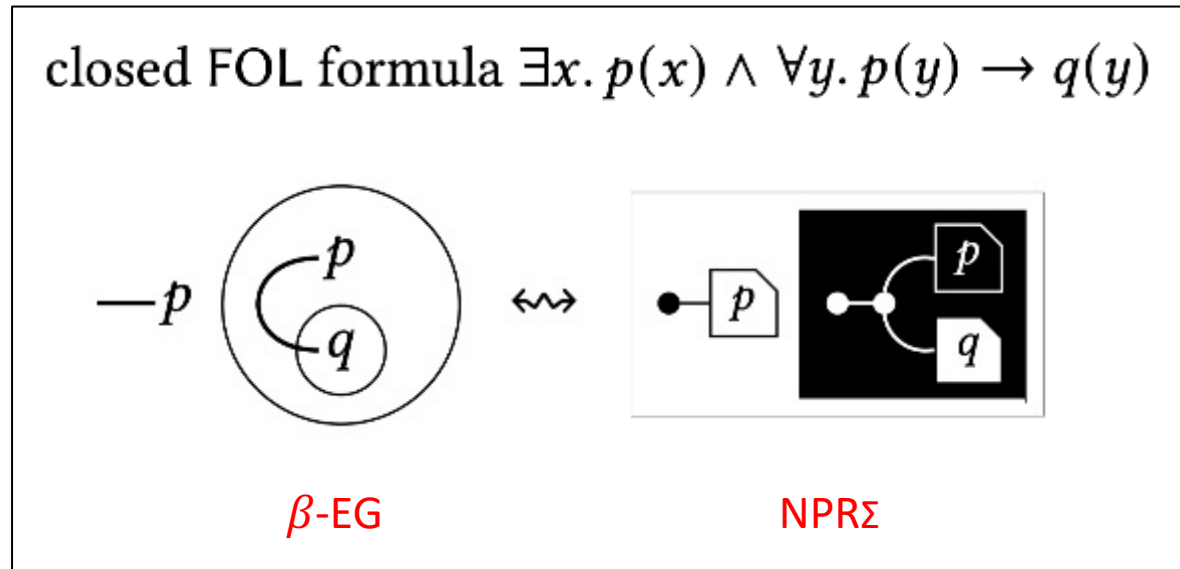 closed FOL formula ∃x. p(x) ∧ ∀y. p(y) → q(y)
p p q ↭ p p q
β-EG NPRΣ